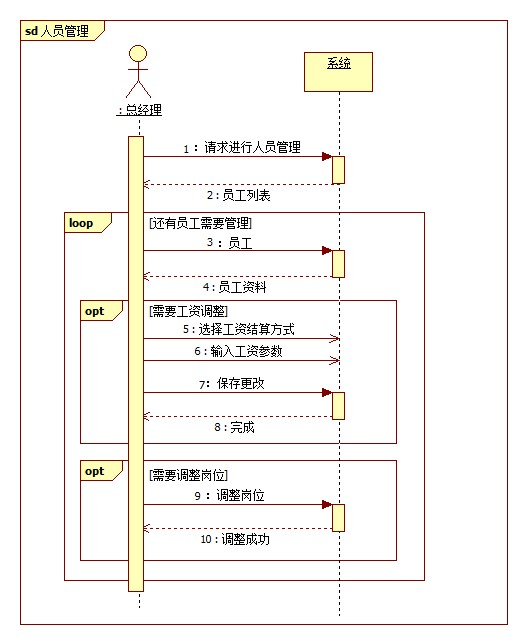 sd 人员管理
系统
: 总经理
1 : 请求进行人员管理
2 : 员工列表
loop
[还有员工需要管理]
3 : 员工
4 : 员工资料
opt
[需要工资调整]
5 : 选择工资结算方式
6 : 输入工资参数
7 : 保存更改
8 : 完成
opt
[需要调整岗位]
9 : 调整岗位
10 : 调整成功